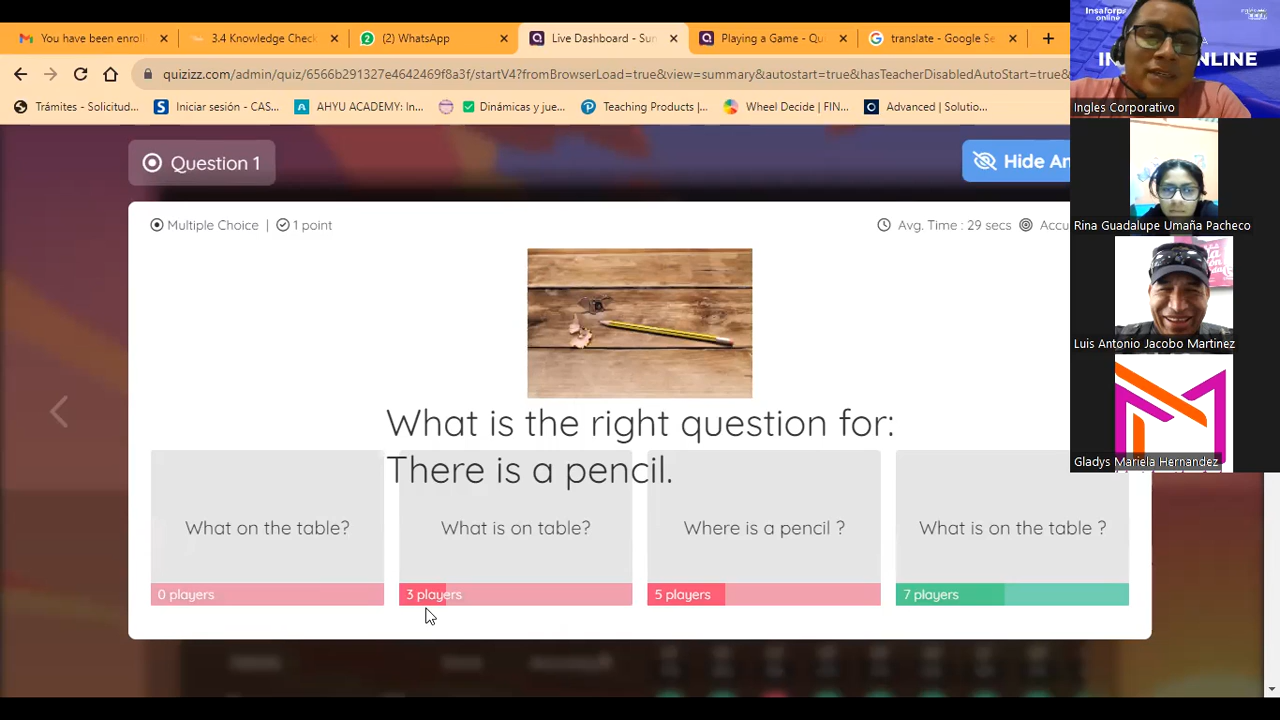 You have been enroll
3.4 Knowledge Check
(2) WhatsApp
Live Dashboard - Sun
Playing a Game - Qu
translate - Google Se
quizizz.com/admin/quiz/6566b291327e4642469f8a3f/startV4?fromBrowserLoad=true&view=summary&autostart=true&hasTeacherDisabledAutoStart=true&
Trámites - Solicitud...
Iniciar sesión - CAS...
AHYU ACADEMY: In...
Dinámicas y jue...
Teaching Products |...
Wheel Decide | FIN...
Advanced | Solutio...
Insaforp
online
ONLINE
Ingles Corporativo
Rina Guadalupe Umaña Pacheco
Luis Antonio Jacobo Martinez
Gladys Mariela Hernandez
Question 1
Hide An
Multiple Choice | 1 point
Avg. Time : 29 secs
Accu
What is the right question for:
There is a pencil.
What on the table?
What is on table?
Where is a pencil ?
What is on the table ?
0 players
3 players
5 players
7 players